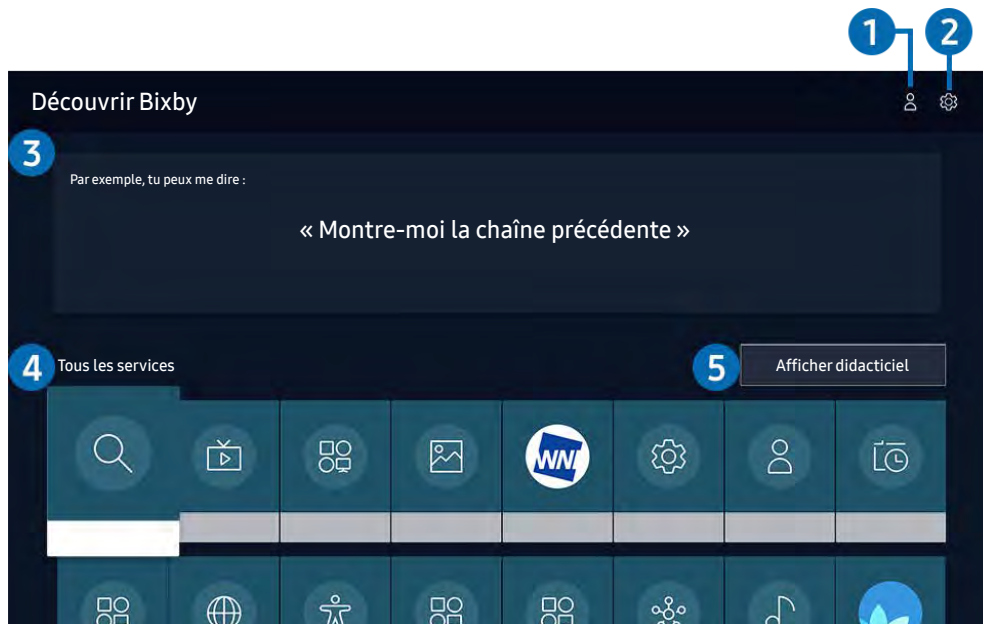 1 2
Découvrir Bixby
3
Par exemple, tu peux me dire :
« Montre-moi la chaîne précédente »
4 Tous les services
5 Afficher didacticiel
WNI